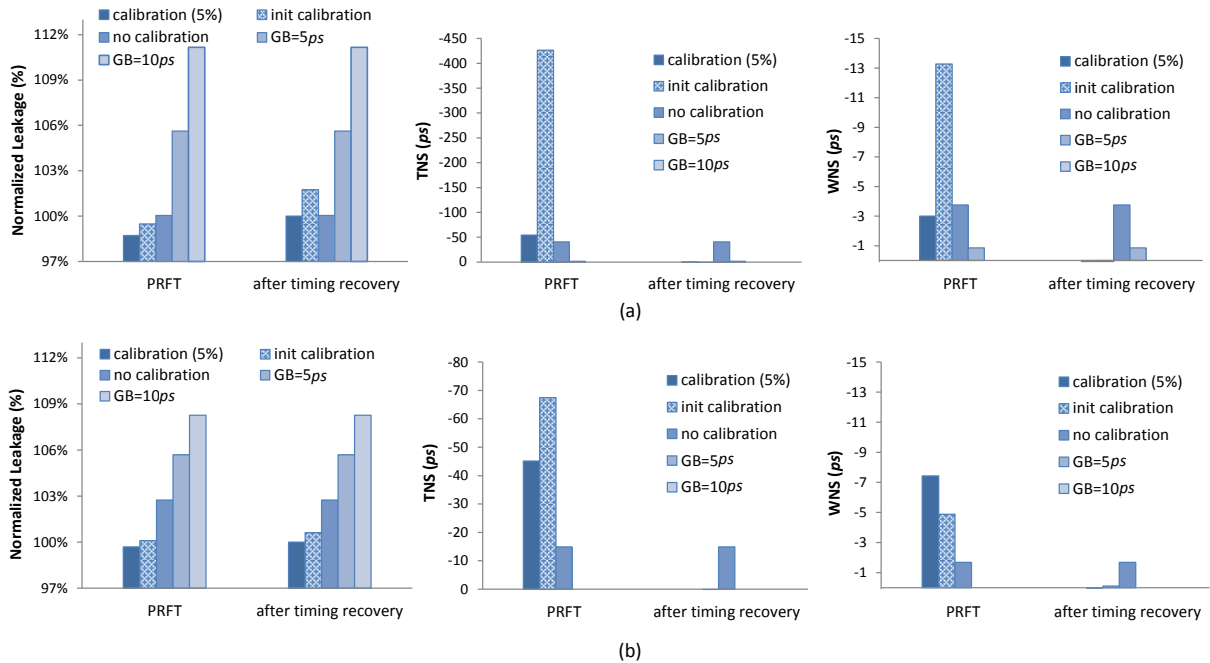 calibration (5%)
init calibration
no calibration
GB=5ps
GB=10ps
Normalized Leakage (%)
112%
109%
106%
103%
100%
97%
PRFT
after timing recovery
calibration (5%)
init calibration
no calibration
GB=5ps
GB=10ps
TNS (ps)
-450
-400
-350
-300
-250
-200
-150
-100
-50
0
PRFT
after timing recovery
calibration (5%)
init calibration
no calibration
GB=5ps
GB=10ps
WNS (ps)
-15
-13
-11
-9
-7
-5
-3
-1
PRFT
after timing recovery
(a)
calibration (5%)
init calibration
no calibration
GB=5ps
GB=10ps
Normalized Leakage (%)
112%
109%
106%
103%
100%
97%
PRFT
after timing recovery
calibration (5%)
init calibration
no calibration
GB=5ps
GB=10ps
TNS (ps)
-80
-70
-60
-50
-40
-30
-20
-10
0
PRFT
after timing recovery
calibration (5%)
init calibration
no calibration
GB=5ps
GB=10ps
WNS (ps)
-15
-13
-11
-9
-7
-5
-3
-1
PRFT
after timing recovery
(b)